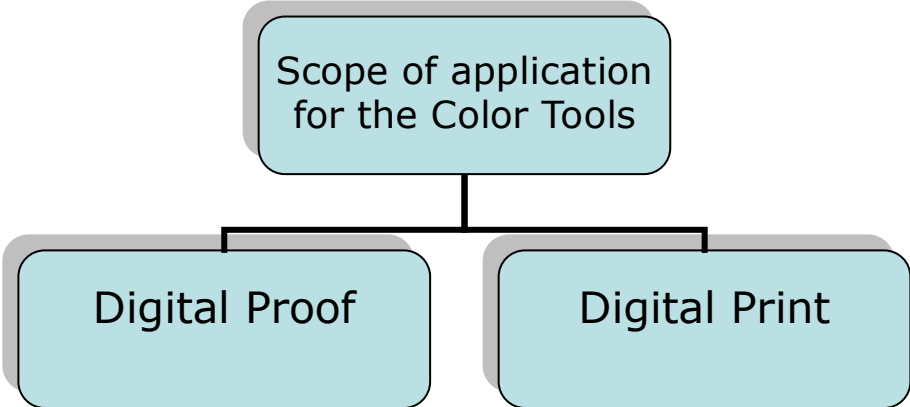 Scope of application
for the Color Tools
Digital Proof
Digital Print